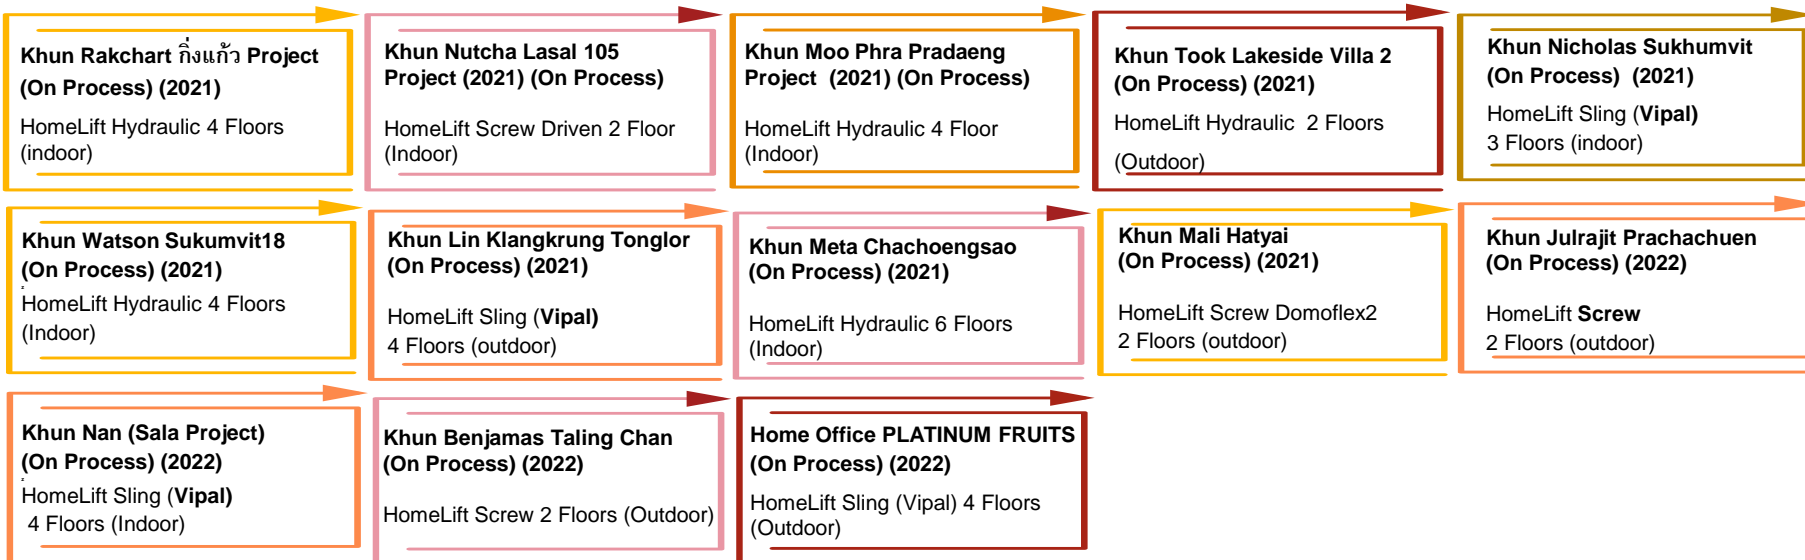 Khun Rakchart กิ่งแก้ว Project
(On Process) (2021)
HomeLift Hydraulic 4 Floors
(indoor)
Khun Nutcha Lasal 105
Project (2021) (On Process)
HomeLift Screw Driven 2 Floor
(Indoor)
Khun Moo Phra Pradaeng
Project (2021) (On Process)
HomeLift Hydraulic 4 Floor
(Indoor)
Khun Took Lakeside Villa 2
(On Process) (2021)
HomeLift Hydraulic 2 Floors
(Outdoor)
Khun Nicholas Sukhumvit
(On Process) (2021)
HomeLift Sling (Vipal)
3 Floors (indoor)
Khun Watson Sukumvit18
(On Process) (2021)
HomeLift Hydraulic 4 Floors
(Indoor)
Khun Lin Klangkrung Tonglor
(On Process) (2021)
HomeLift Sling (Vipal)
4 Floors (outdoor)
Khun Meta Chachoengsao
(On Process) (2021)
HomeLift Hydraulic 6 Floors
(Indoor)
Khun Mali Hatyai
(On Process) (2021)
HomeLift Screw Domoflex2
2 Floors (outdoor)
Khun Julrajit Prachachuen
(On Process) (2022)
HomeLift Screw
2 Floors (outdoor)
Khun Nan (Sala Project)
(On Process) (2022)
HomeLift Sling (Vipal)
4 Floors (Indoor)
Khun Benjamas Taling Chan
(On Process) (2022)
HomeLift Screw 2 Floors (Outdoor)
Home Office PLATINUM FRUITS
(On Process) (2022)
HomeLift Sling (Vipal) 4 Floors
(Outdoor)